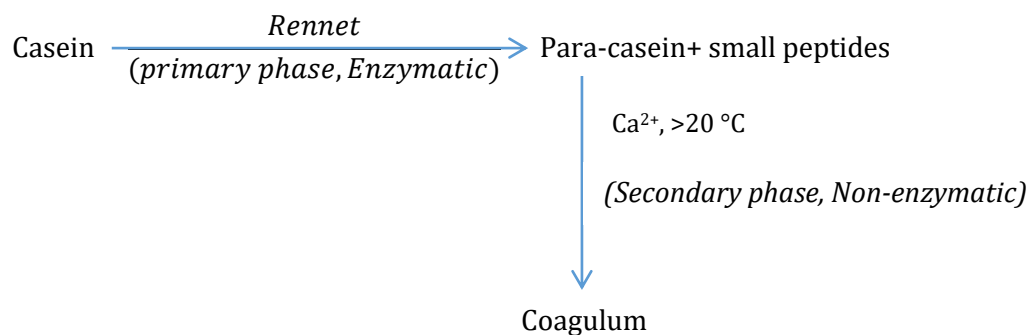 Rennet
Casein
Para-casein+ small peptides
(primary phase, Enzymatic)
Ca²⁺, >20 °C
(Secondary phase, Non-enzymatic)
Coagulum